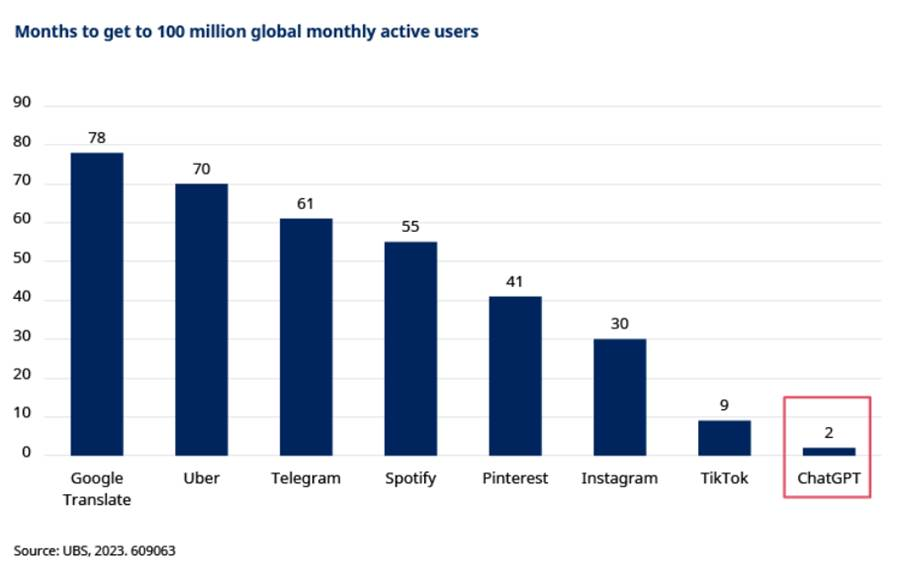 Months to get to 100 million global monthly active users
90
80
70
60
50
40
30
20
10
0
78
70
61
55
41
30
9
2
Google
Translate
Uber
Telegram
Spotify
Pinterest
Instagram
TikTok
ChatGPT
Source: UBS, 2023. 609063